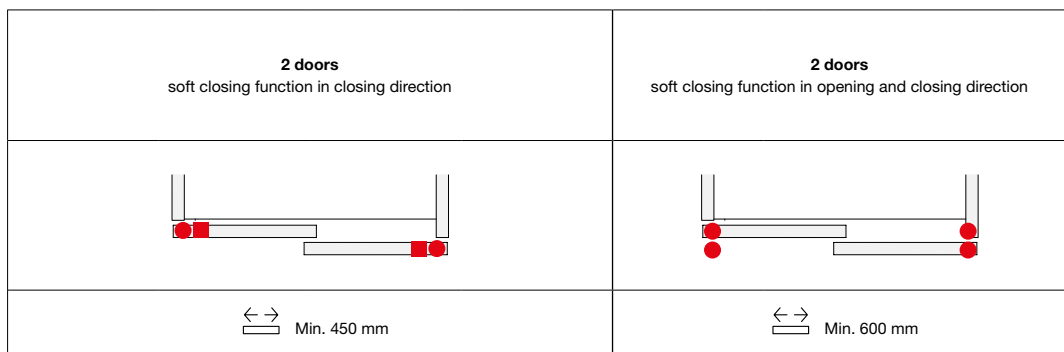 2 doors
soft closing function in closing direction
2 doors
soft closing function in opening and closing direction
Min. 450 mm
Min. 600 mm